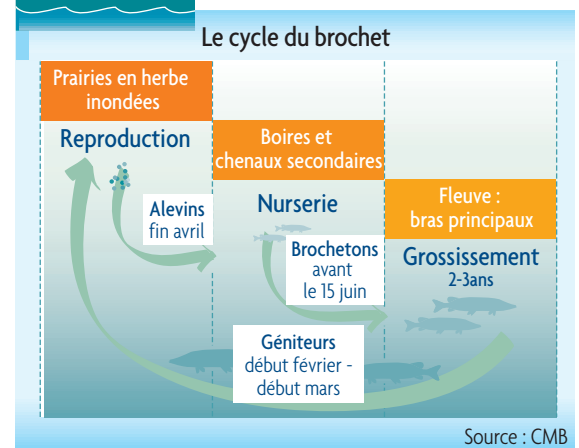 Le cycle du brochet
Prairies en herbe
inondées
Reproduction
Alevins
fin avril
Boires et
chenaux secondaires
Nurserie
Brochetons
avant
le 15 juin
Fleuve :
bras principaux
Grossissement
2-3ans
Géniteurs
début février -
début mars
Source : CMB